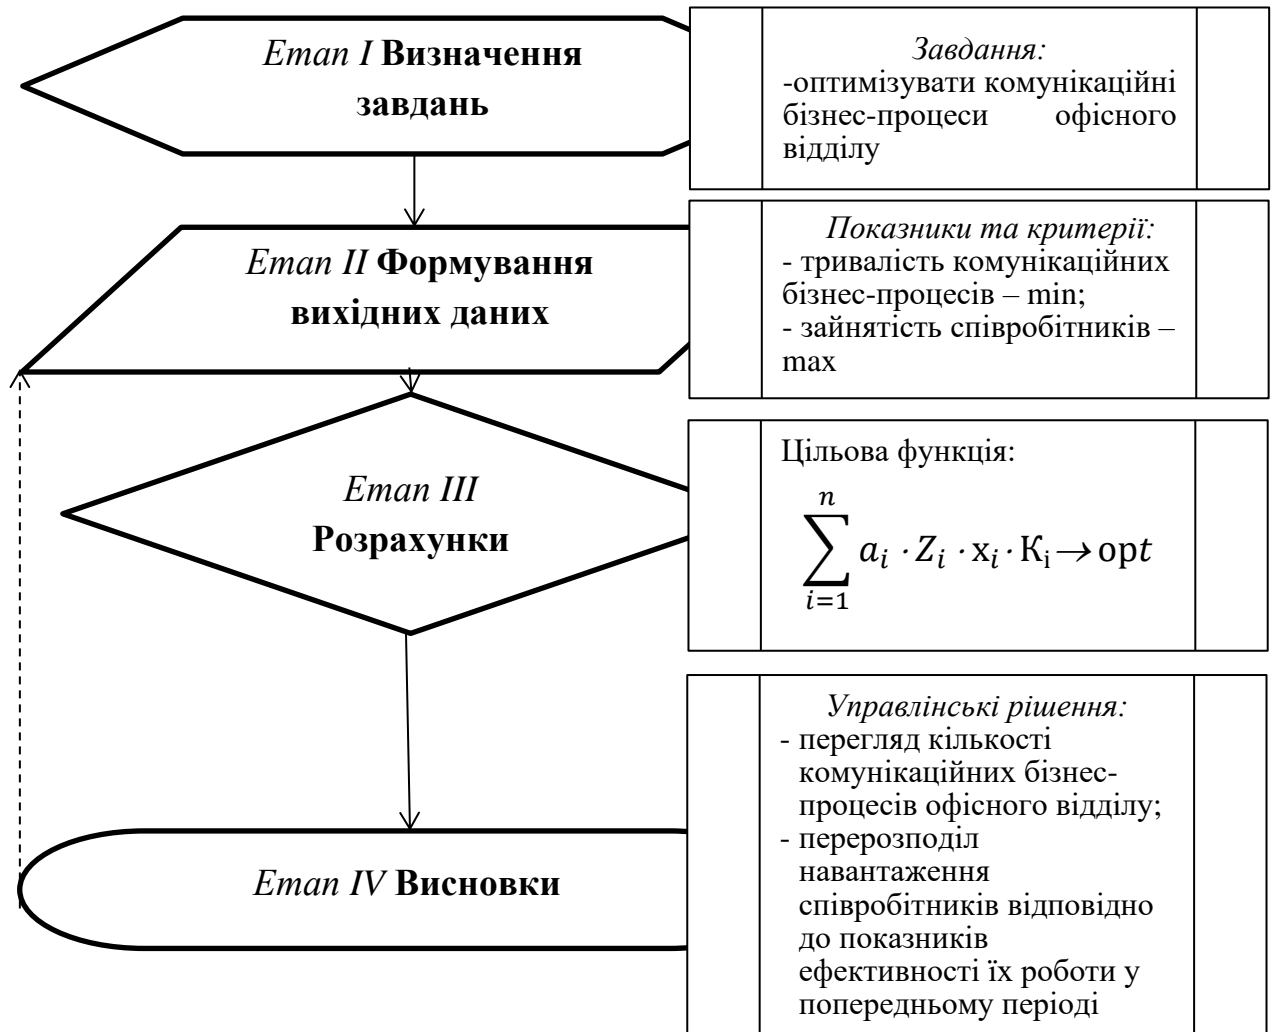 Етап I Визначення
завдань
Завдання:
-оптимізувати комунікаційні
бізнес-процеси офісного
відділу
Етап II Формування
вихідних даних
Показники та критерії:
- тривалість комунікаційних
бізнес-процесів – min;
- зайнятість співробітників –
max
Етап III
Розрахунки
Цільова функція:
n
∑ aᵢ · Zᵢ · xᵢ · Kᵢ → opt
i=1
Етап IV Висновки
Управлінські рішення:
- перегляд кількості
комунікаційних бізнес-
процесів офісного відділу;
- перерозподіл
навантаження
співробітників відповідно
до показників
ефективності їх роботи у
попередньому періоді